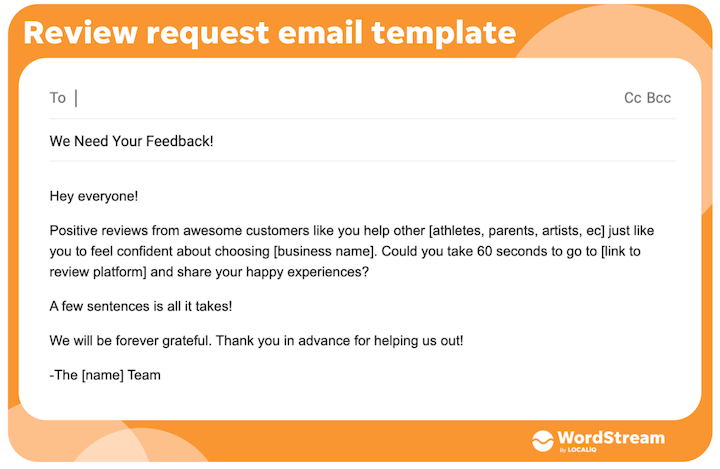 Review request email template
To
Cc Bcc
We Need Your Feedback!
Hey everyone!
Positive reviews from awesome customers like you help other [athletes, parents, artists, ec] just like
you to feel confident about choosing [business name]. Could you take 60 seconds to go to [link to
review platform] and share your happy experiences?
A few sentences is all it takes!
We will be forever grateful. Thank you in advance for helping us out!
-The [name] Team
WordStream
By LOCALiQ